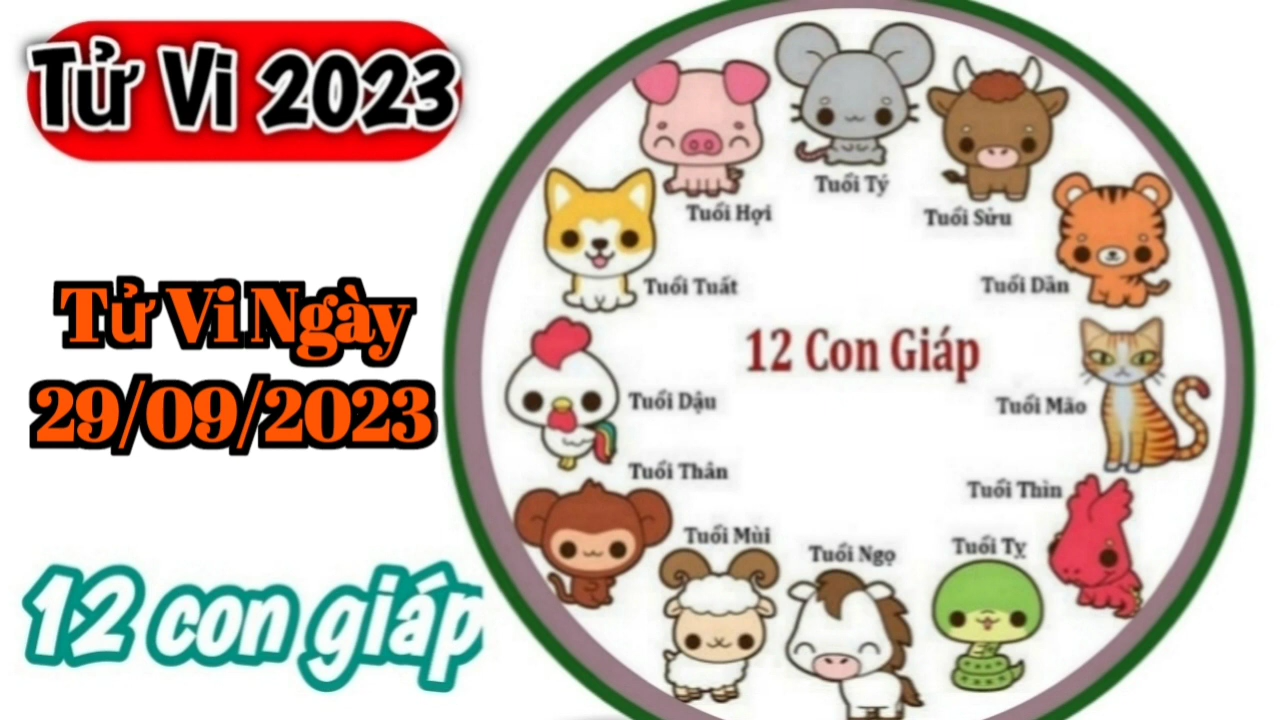 Tử Vi 2023
Tử Vi Ngày
29/09/2023
12 con giáp
Tuổi Tý
Tuổi Sửu
Tuổi Dần
Tuổi Mão
Tuổi Thìn
Tuổi Tỵ
Tuổi Ngọ
Tuổi Mùi
Tuổi Thân
Tuổi Dậu
Tuổi Tuất
Tuổi Hợi
12 Con Giáp